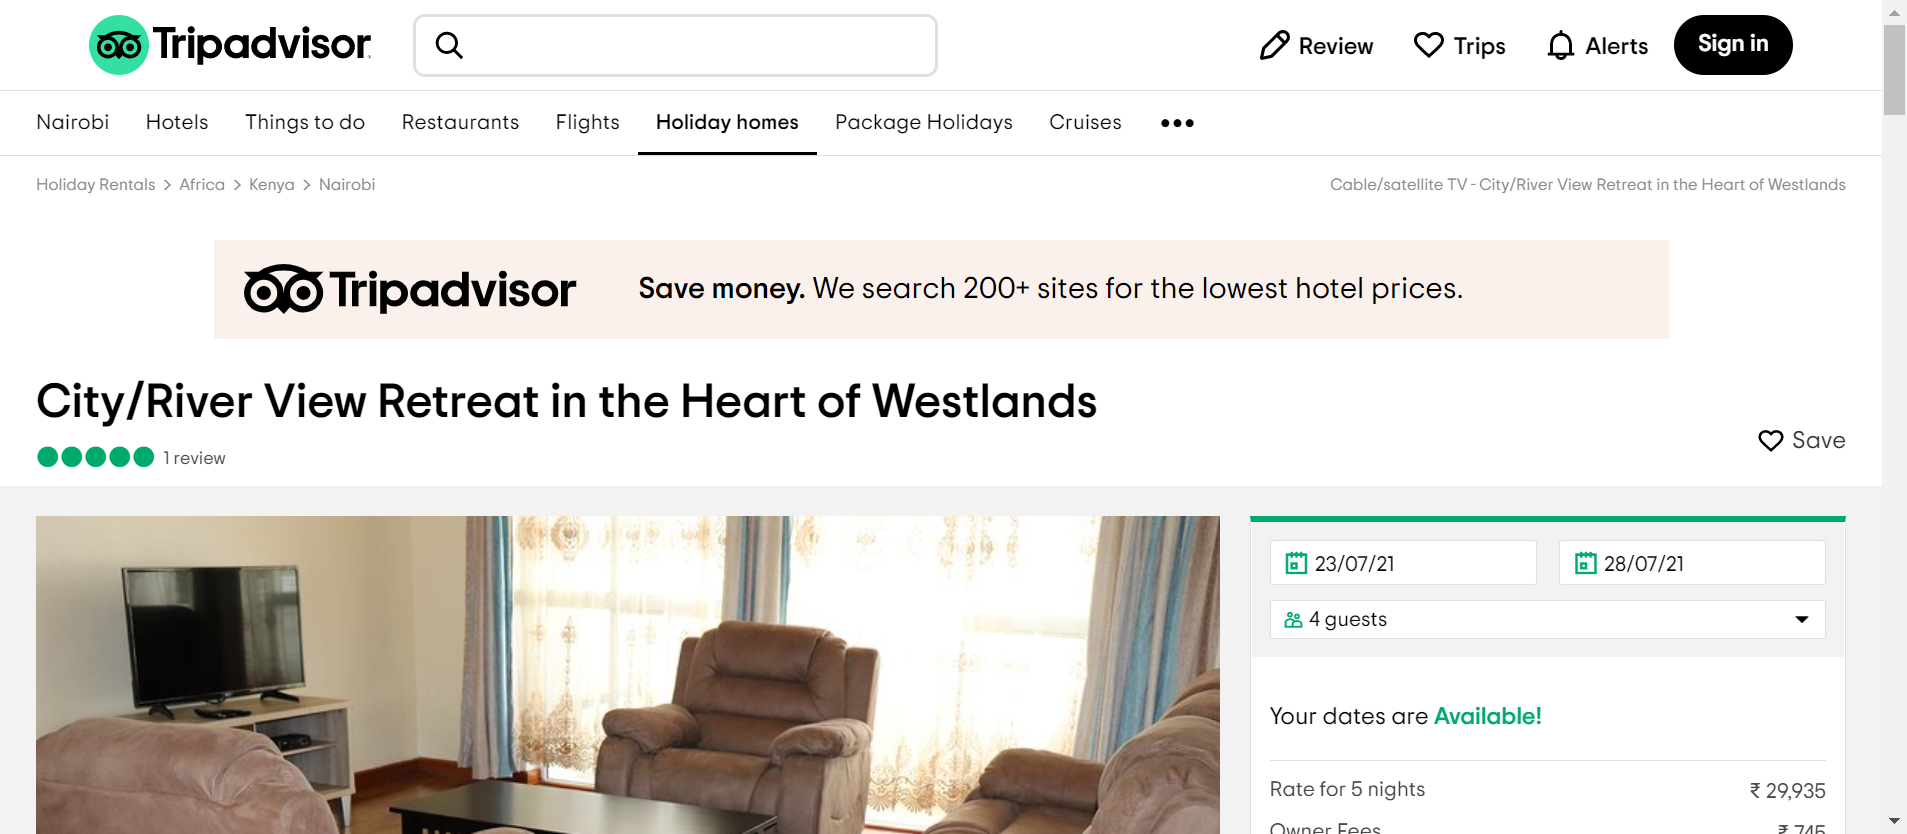 Tripadvisor
Review
Trips
Alerts
Sign in
Nairobi
Hotels
Things to do
Restaurants
Flights
Holiday homes
Package Holidays
Cruises
Holiday Rentals > Africa > Kenya > Nairobi
Cable/satellite TV - City/River View Retreat in the Heart of Westlands
Tripadvisor
Save money. We search 200+ sites for the lowest hotel prices.
City/River View Retreat in the Heart of Westlands
1 review
Save
23/07/21
28/07/21
4 guests
Your dates are Available!
Rate for 5 nights
₹ 29,935
Owner Fees
₹ 745